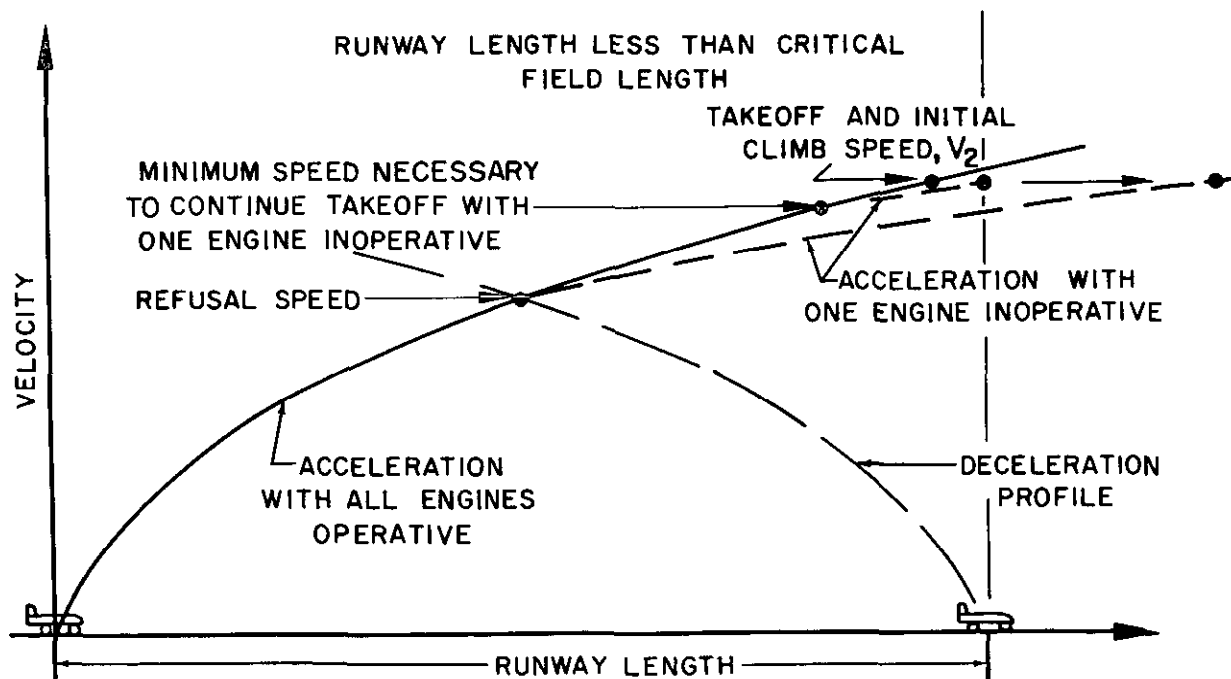 RUNWAY LENGTH LESS THAN CRITICAL
FIELD LENGTH
TAKEOFF AND INITIAL
CLIMB SPEED, V2
MINIMUM SPEED NECESSARY
TO CONTINUE TAKEOFF WITH
ONE ENGINE INOPERATIVE
REFUSAL SPEED
ACCELERATION WITH
ONE ENGINE INOPERATIVE
VELOCITY
ACCELERATION
WITH ALL ENGINES
OPERATIVE
DECELERATION
PROFILE
RUNWAY LENGTH